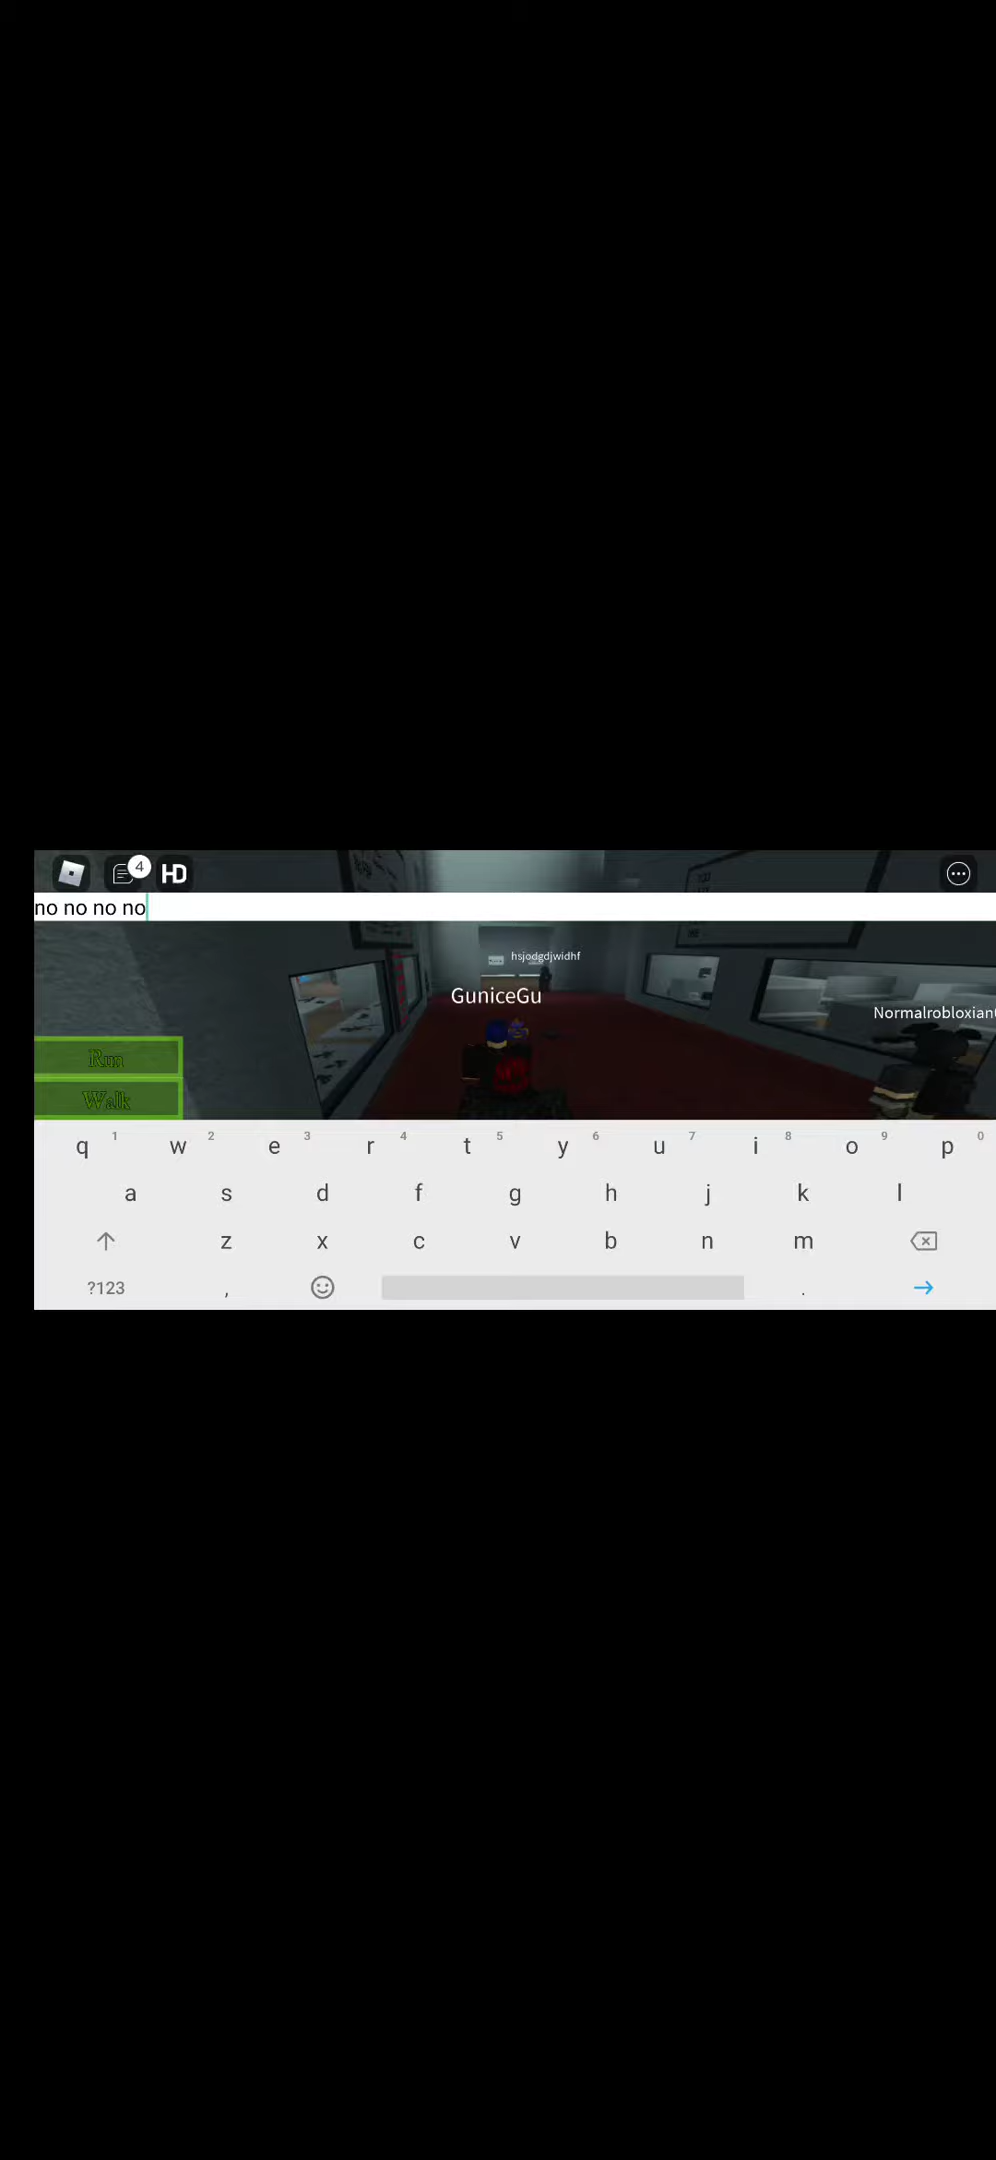 4
HD
no no no no
hsjodgdjwidhf
GuniceGu
Normalrobloxian
Run
Walk
q 1 w 2 e 3 r 4 t 5 y 6 u 7 i 8 o 9 p 0
a s d f g h j k l
z x c v b n m
?123 , .